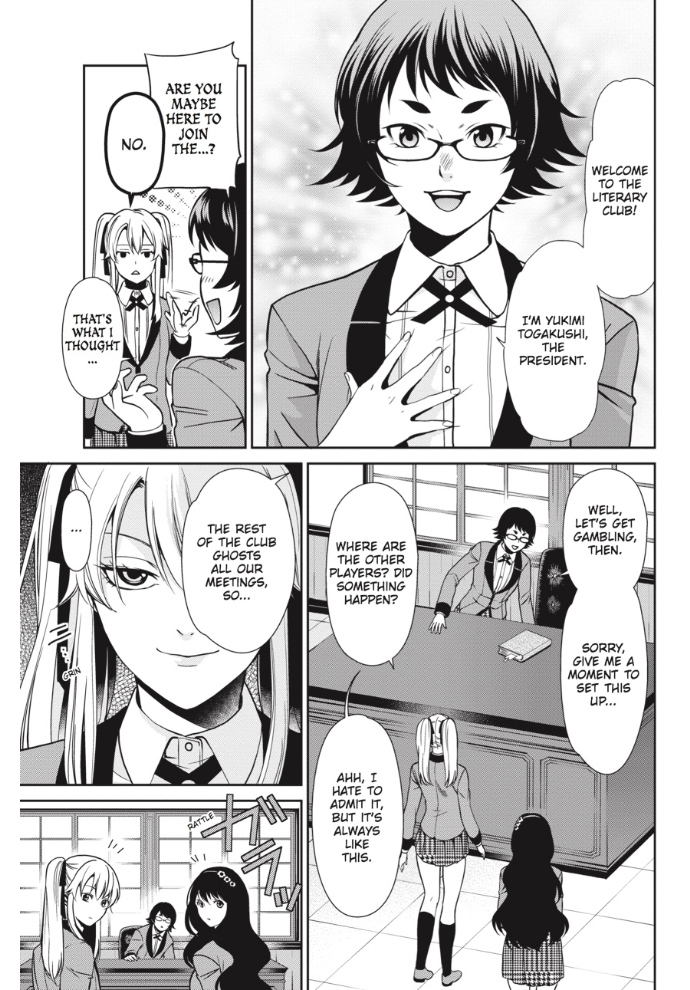 WELCOME
TO THE
LITERARY
CLUB!
I'M YUKIMI
TOGAKUSHI,
THE
PRESIDENT.
ARE YOU
MAYBE
HERE TO
JOIN
THE...?
NO.
THAT'S
WHAT I
THOUGHT
...
WELL,
LET'S GET
GAMBLING,
THEN.
SORRY,
GIVE ME A
MOMENT TO
SET THIS
UP...
WHERE ARE
THE OTHER
PLAYERS? DID
SOMETHING
HAPPEN?
AHH, I
HATE TO
ADMIT IT,
BUT IT'S
ALWAYS
LIKE
THIS.
THE REST
OF THE CLUB
GHOSTS
ALL OUR
MEETINGS,
SO...
...
GRIN
RATTLE
ガラッ